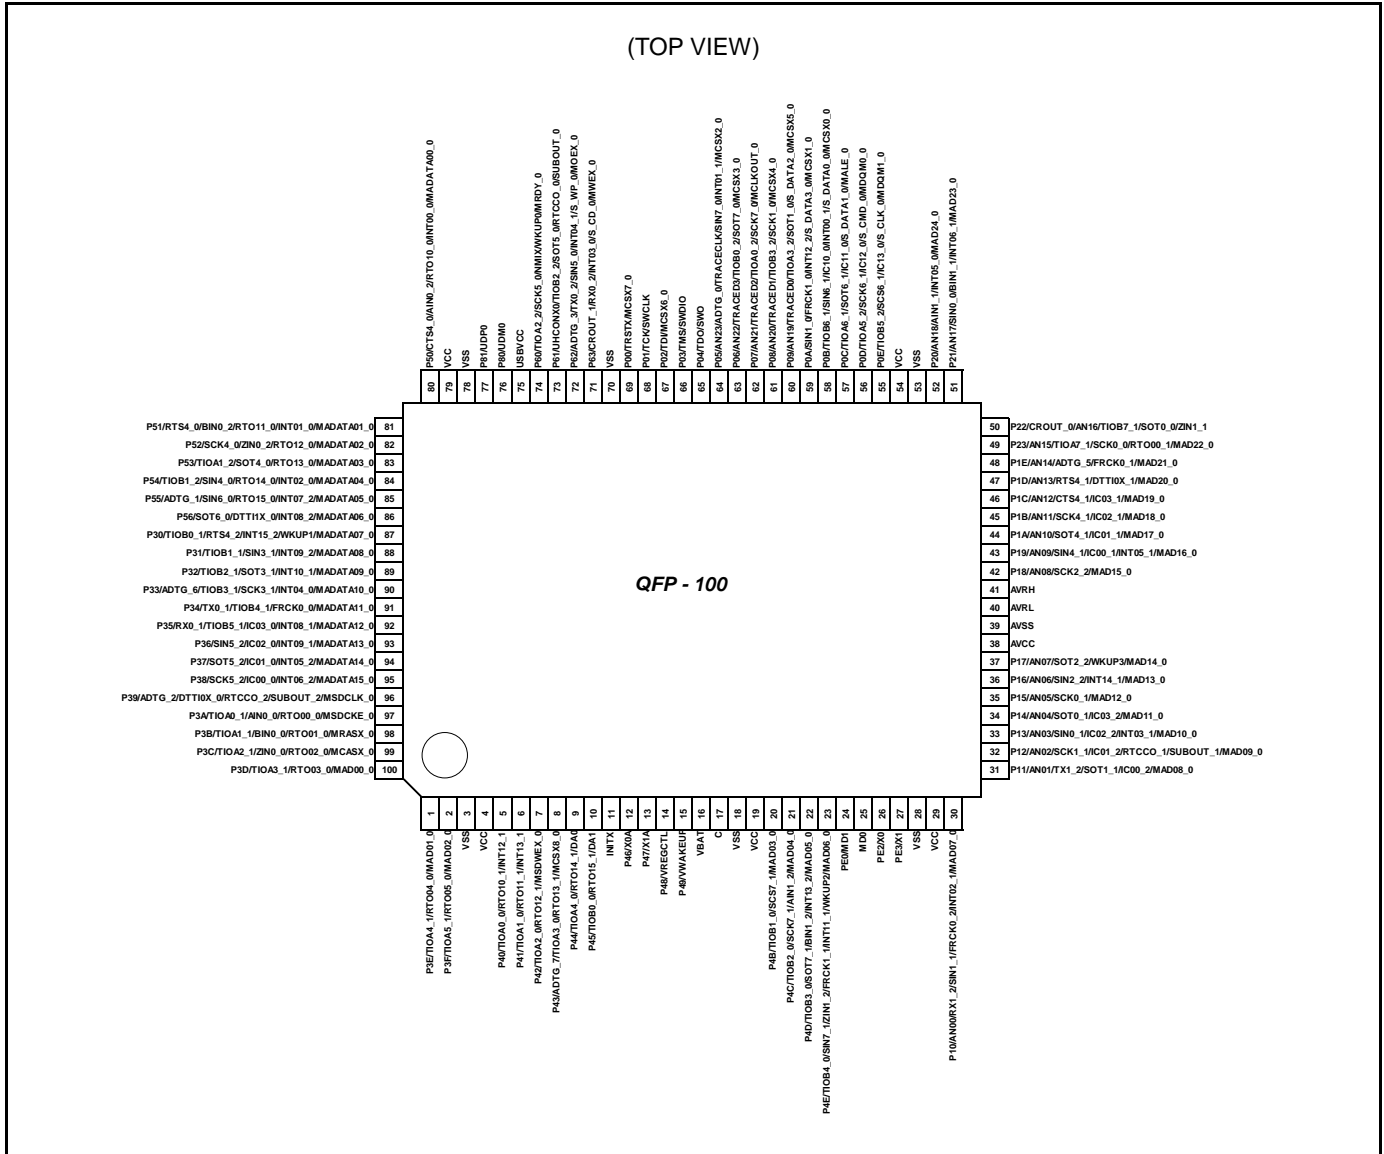 (TOP VIEW)
P50/CTS4_0/AIN0_2/RTO10_0/INT00_0/MADATA00_0
VCC
VSS
P81/UDP0
P80/UDM0
USBVCC
P60/TIOA2_2/SCK5_0/NMIX/WKUP0/MRDY_0
P61/UHCONX0/TIOB2_2/SOT5_0/RTCCO_0/SUBOUT_0
P62/ADTG_3/TX0_2/SIN5_0/INT04_1/S_WP_0/MOEX_0
P63/CROUT_1/RX0_2/INT03_0/S_CD_0/MWEX_0
VSS
P00/TRSTX/MCSX7_0
P01/TCK/SWCLK
P02/TDI/MCSX6_0
P03/TMS/SWDIO
P04/TDO/SWO
P05/AN23/ADTG_0/TRACECLK/SIN7_0/INT01_1/MCSX2_0
P06/AN22/TRACED3/TIOB0_2/SOT7_0/MCSX3_0
P07/AN21/TRACED2/TIOA0_2/SCK7_0/MCLKOUT_0
P08/AN20/TRACED1/TIOB3_2/SCK1_0/MCSX4_0
P09/AN19/TRACED0/TIOA3_2/SOT1_0/S_DATA2_0/MCSX5_0
P0A/SIN1_0/FRCK1_0/INT12_2/S_DATA3_0/MCSX1_0
P0B/TIOB6_1/SIN6_1/IC10_0/INT00_1/S_DATA0_0/MCSX0_0
P0C/TIOA6_1/SOT6_1/IC11_0/S_DATA1_0/MALE_0
P0D/TIOA5_2/SCK6_1/IC12_0/S_CMD_0/MDQM0_0
P0E/TIOB5_2/SCS6_1/IC13_0/S_CLK_0/MDQM1_0
VCC
VSS
P20/AN18/AIN1_1/INT05_0/MAD24_0
P21/AN17/SIN0_0/BIN1_1/INT06_1/MAD23_0
80 79 78 77 76 75 74 73 72 71 70 69 68 67 66 65 64 63 62 61 60 59 58 57 56 55 54 53 52 51
P51/RTS4_0/BIN0_2/RTO11_0/INT01_0/MADATA01_0 81
P52/SCK4_0/ZIN0_2/RTO12_0/MADATA02_0 82
P53/TIOA1_2/SOT4_0/RTO13_0/MADATA03_0 83
P54/TIOB1_2/SIN4_0/RTO14_0/INT02_0/MADATA04_0 84
P55/ADTG_1/SIN6_0/RTO15_0/INT07_2/MADATA05_0 85
P56/SOT6_0/DTTI1X_0/INT08_2/MADATA06_0 86
P30/TIOB0_1/RTS4_2/INT15_2/WKUP1/MADATA07_0 87
P31/TIOB1_1/SIN3_1/INT09_2/MADATA08_0 88
P32/TIOB2_1/SOT3_1/INT10_1/MADATA09_0 89
P33/ADTG_6/TIOB3_1/SCK3_1/INT04_0/MADATA10_0 90
P34/TX0_1/TIOB4_1/FRCK0_0/MADATA11_0 91
P35/RX0_1/TIOB5_1/IC03_0/INT08_1/MADATA12_0 92
P36/SIN5_2/IC02_0/INT09_1/MADATA13_0 93
P37/SOT5_2/IC01_0/INT05_2/MADATA14_0 94
P38/SCK5_2/IC00_0/INT06_2/MADATA15_0 95
P39/ADTG_2/DTTI0X_0/RTCCO_2/SUBOUT_2/MSDCLK_0 96
P3A/TIOA0_1/AIN0_0/RTO00_0/MSDCKE_0 97
P3B/TIOA1_1/BIN0_0/RTO01_0/MRASX_0 98
P3C/TIOA2_1/ZIN0_0/RTO02_0/MCASX_0 99
P3D/TIOA3_1/RTO03_0/MAD00_0 100
QFP - 100
50 P22/CROUT_0/AN16/TIOB7_1/SOT0_0/ZIN1_1
49 P23/AN15/TIOA7_1/SCK0_0/RTO00_1/MAD22_0
48 P1E/AN14/ADTG_5/FRCK0_1/MAD21_0
47 P1D/AN13/RTS4_1/DTTI0X_1/MAD20_0
46 P1C/AN12/CTS4_1/IC03_1/MAD19_0
45 P1B/AN11/SCK4_1/IC02_1/MAD18_0
44 P1A/AN10/SOT4_1/IC01_1/MAD17_0
43 P19/AN09/SIN4_1/IC00_1/INT05_1/MAD16_0
42 P18/AN08/SCK2_2/MAD15_0
41 AVRH
40 AVRL
39 AVSS
38 AVCC
37 P17/AN07/SOT2_2/WKUP3/MAD14_0
36 P16/AN06/SIN2_2/INT14_1/MAD13_0
35 P15/AN05/SCK0_1/MAD12_0
34 P14/AN04/SOT0_1/IC03_2/MAD11_0
33 P13/AN03/SIN0_1/IC02_2/INT03_1/MAD10_0
32 P12/AN02/SCK1_1/IC01_2/RTCCO_1/SUBOUT_1/MAD09_0
31 P11/AN01/TX1_2/SOT1_1/IC00_2/MAD08_0
1 2 3 4 5 6 7 8 9 10 11 12 13 14 15 16 17 18 19 20 21 22 23 24 25 26 27 28 29 30
P3E/TIOA4_1/RTO04_0/MAD01_0
P3F/TIOA5_1/RTO05_0/MAD02_0
VSS
VCC
P40/TIOA0_0/RTO10_1/INT12_1
P41/TIOA1_0/RTO11_1/INT13_1
P42/TIOA2_0/RTO12_1/MSDWEX_0
P43/ADTG_7/TIOA3_0/RTO13_1/MCSX8_0
P44/TIOA4_0/RTO14_1/DA0
P45/TIOB0_0/RTO15_1/DA1
INITX
P46/X0A
P47/X1A
P48/VREGCTL
P49/VWAKEUP
VBAT
C
VSS
VCC
P4B/TIOB1_0/SCS7_1/MAD03_0
P4C/TIOB2_0/SCK7_1/AIN1_2/MAD04_0
P4D/TIOB3_0/SOT7_1/BIN1_2/INT13_2/MAD05_0
P4E/TIOB4_0/SIN7_1/ZIN1_2/FRCK1_1/INT11_1/WKUP2/MAD06_0
PE0/MD1
MD0
PE2/X0
PE3/X1
VSS
VCC
P10/AN00/RX1_2/SIN1_1/FRCK0_2/INT02_1/MAD07_0